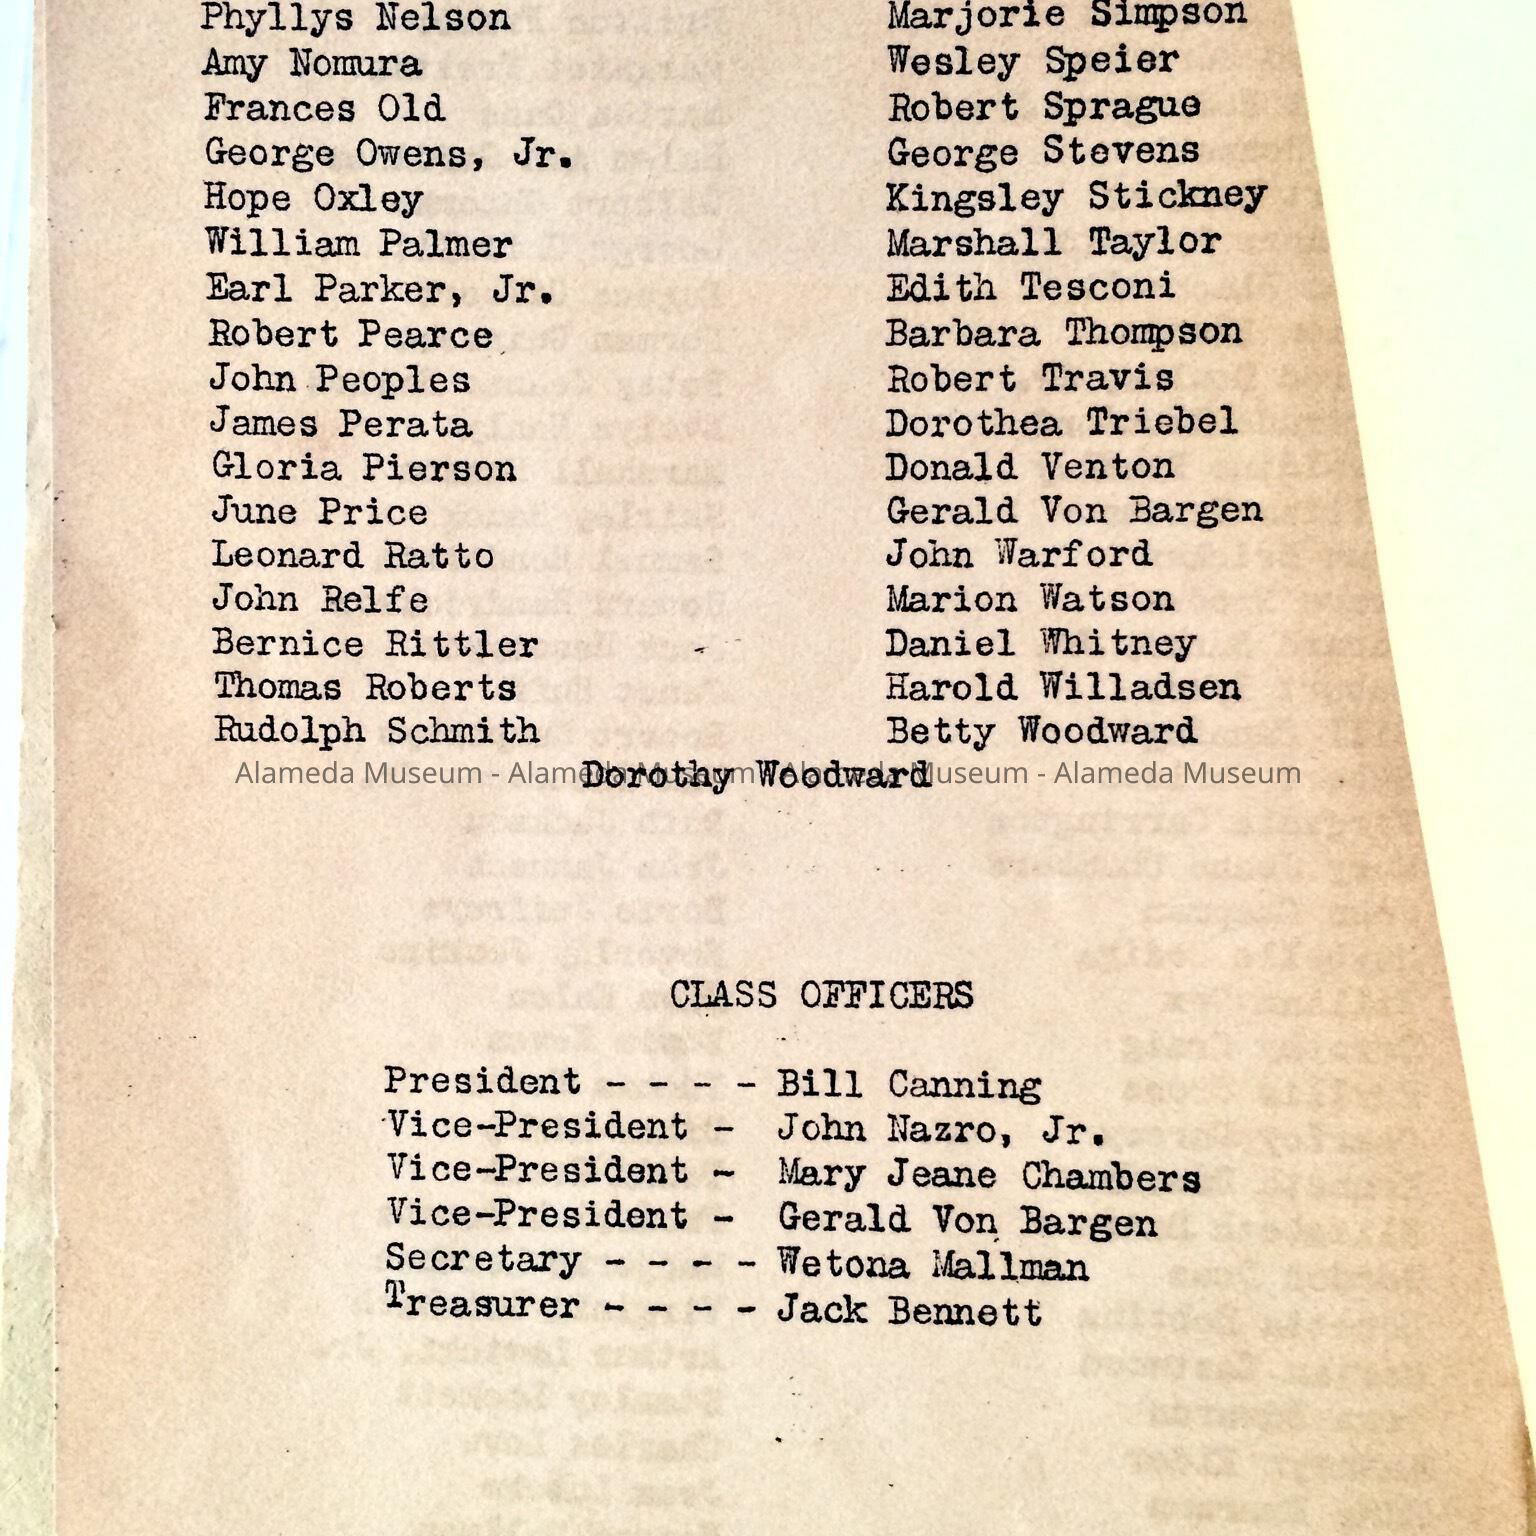 Phyllys Nelson
Amy Nomura
Frances Old
George Owens, Jr.
Hope Oxley
William Palmer
Earl Parker, Jr.
Robert Pearce
John Peoples
James Perata
Gloria Pierson
June Price
Leonard Ratto
John Relfe
Bernice Rittler
Thomas Roberts
Rudolph Schmith
Marjorie Simpson
Wesley Speier
Robert Sprague
George Stevens
Kingsley Stickney
Marshall Taylor
Edith Tesconi
Barbara Thompson
Robert Travis
Dorothea Triebel
Donald Venton
Gerald Von Bargen
John Warford
Marion Watson
Daniel Whitney
Harold Willadsen
Betty Woodward
Dorothy Woodward
Alameda Museum - Alameda Museum - Alameda Museum - Alameda Museum
CLASS OFFICERS
President - - - - Bill Canning
Vice-President - John Nazro, Jr.
Vice-President - Mary Jeane Chambers
Vice-President - Gerald Von Bargen
Secretary - - - - Wetona Mallman
Treasurer - - - - Jack Bennett